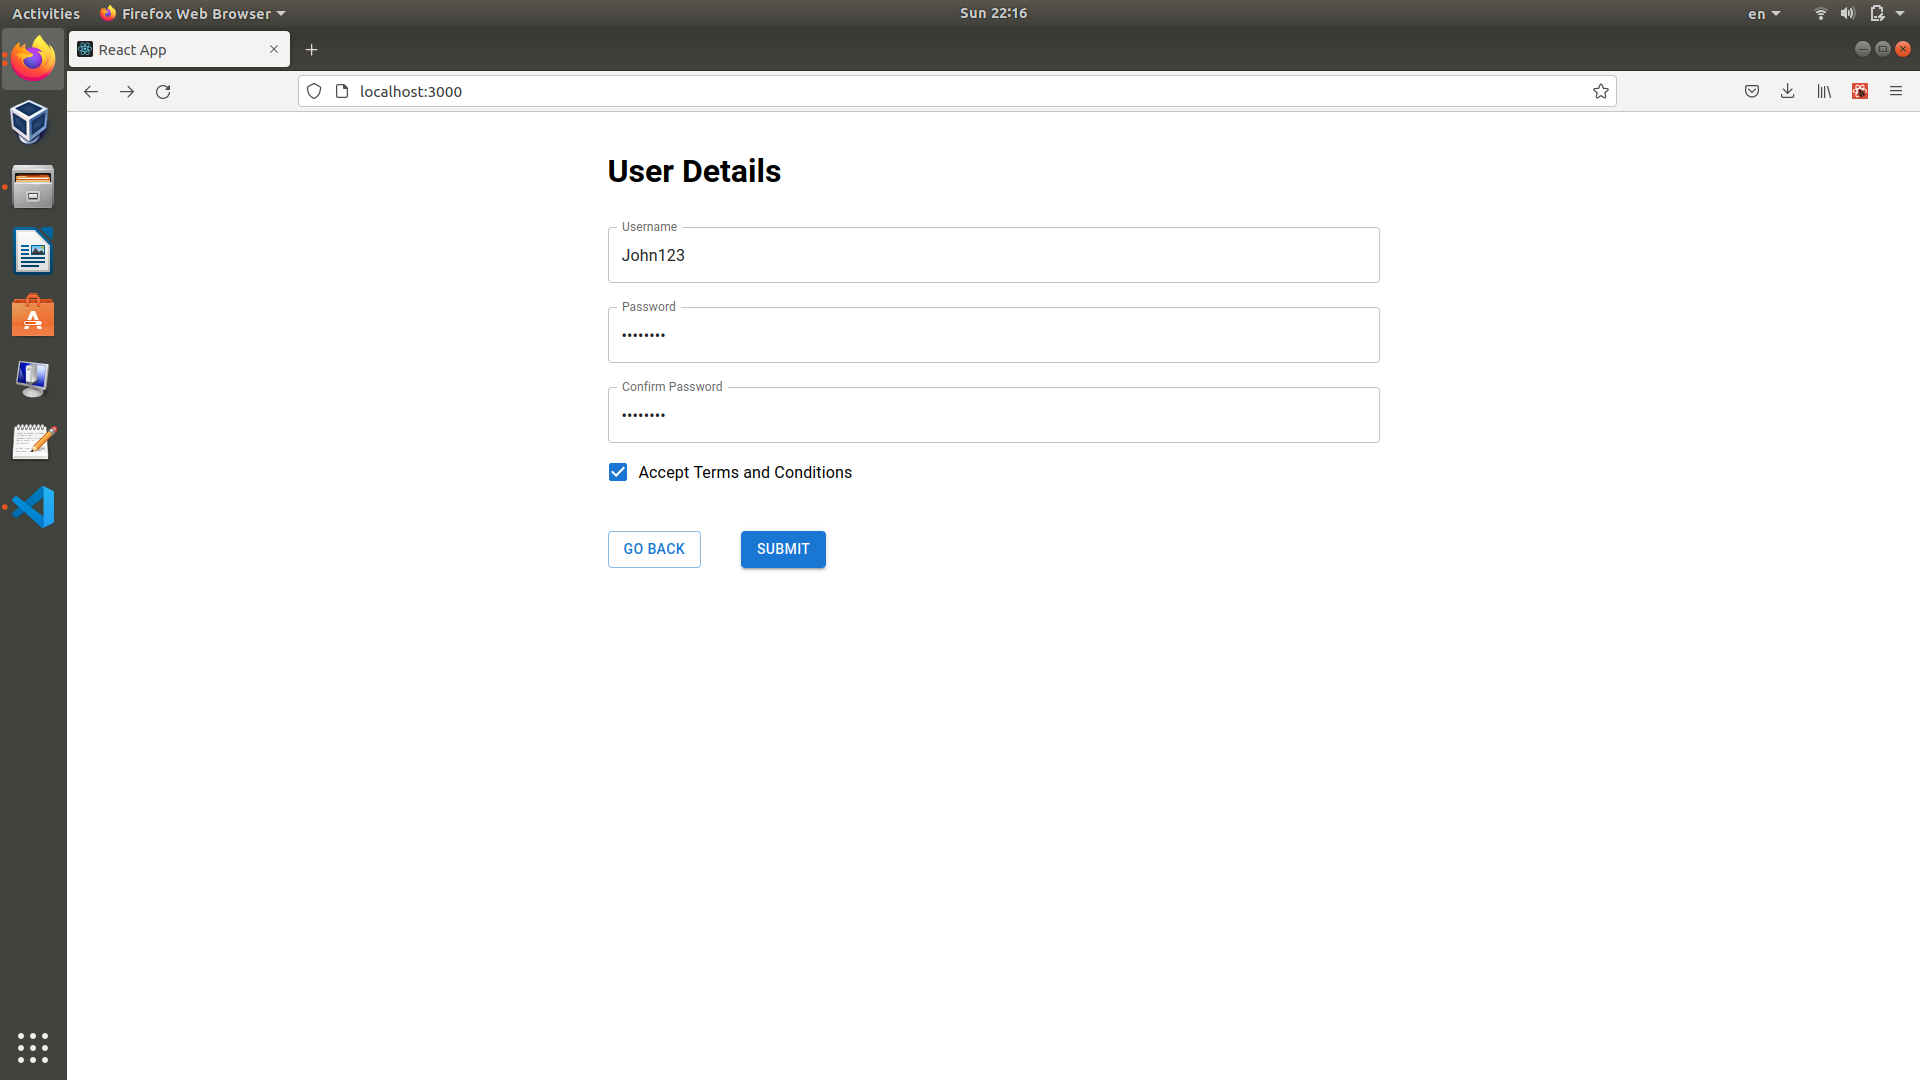 Activities Firefox Web Browser Sun 22:16 en
React App
localhost:3000
User Details
Username
John123
Password
••••••••
Confirm Password
••••••••
Accept Terms and Conditions
GO BACK SUBMIT